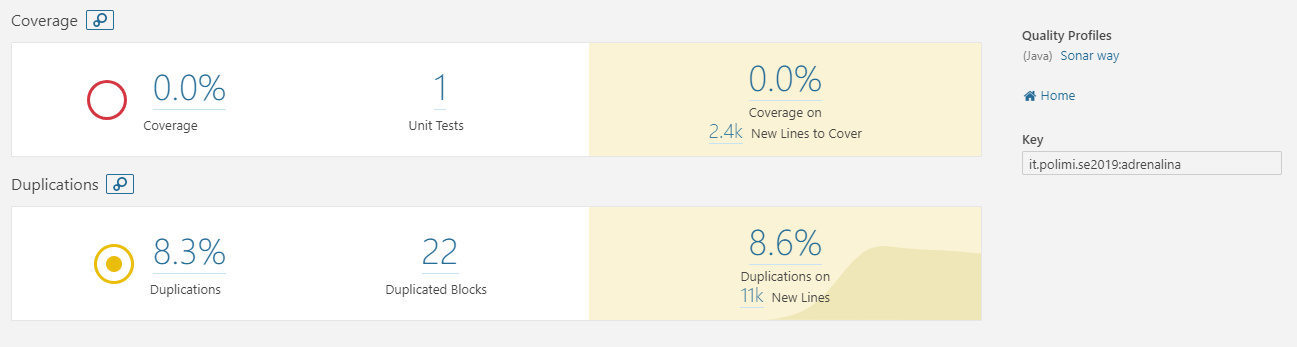 Coverage
0.0%
Coverage
1
Unit Tests
0.0%
Coverage on
2.4k New Lines to Cover
Duplications
8.3%
Duplications
22
Duplicated Blocks
8.6%
Duplications on
11k New Lines
Quality Profiles
(Java) Sonar way
Home
Key
it.polimi.se2019:adrenalina